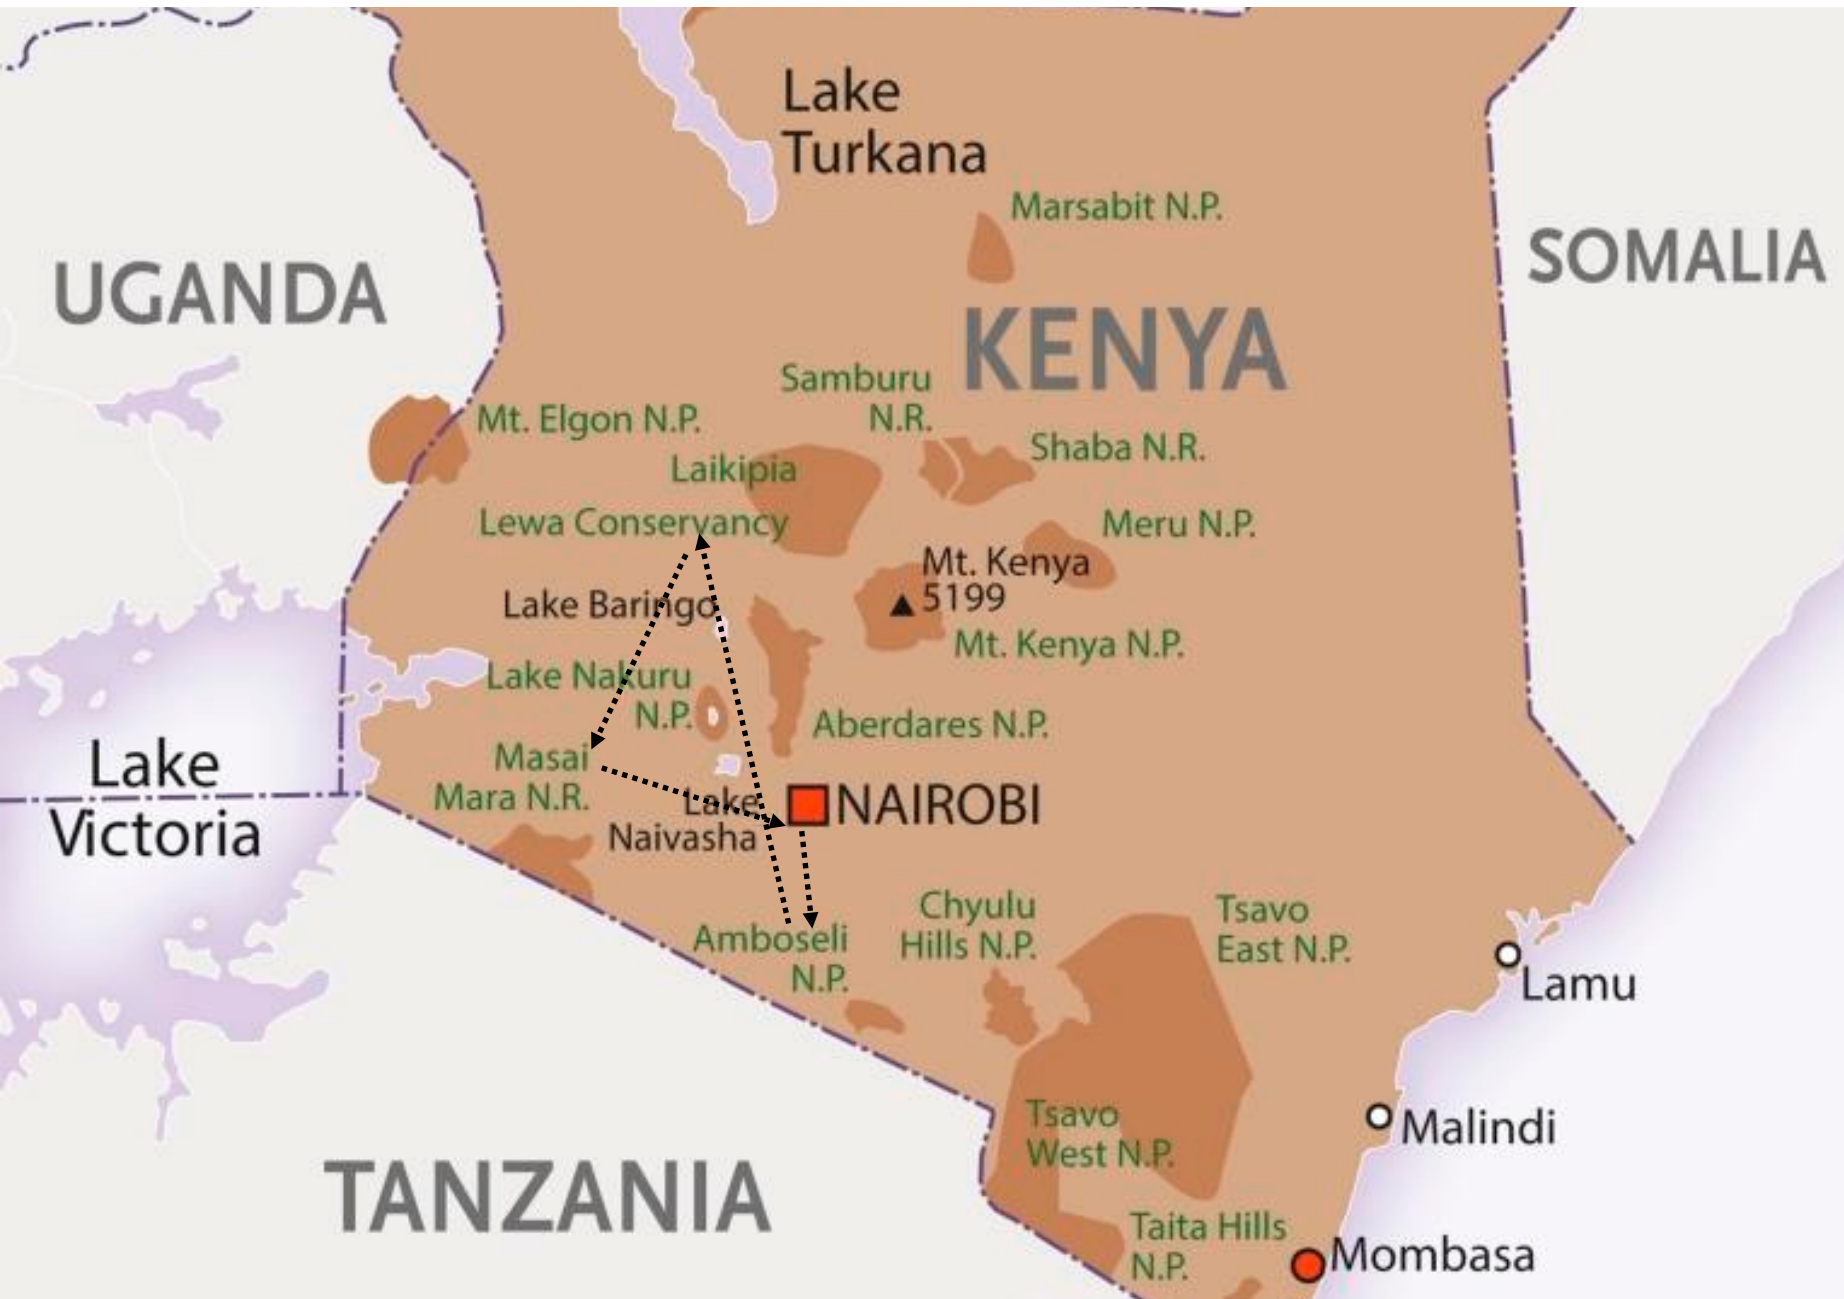 Lake
Turkana
Marsabit N.P.
UGANDA
SOMALIA
KENYA
Samburu
N.R.
Mt. Elgon N.P.
Shaba N.R.
Laikipia
Lewa Conservancy
Meru N.P.
Mt. Kenya
5199
Lake Baringo
Mt. Kenya N.P.
Lake Nakuru
N.P.
Aberdares N.P.
Masai
Mara N.R.
Lake
Victoria
Lake
Naivasha
NAIROBI
Chyulu
Hills N.P.
Tsavo
East N.P.
Amboseli
N.P.
Lamu
Tsavo
West N.P.
Malindi
TANZANIA
Taita Hills
N.P.
Mombasa